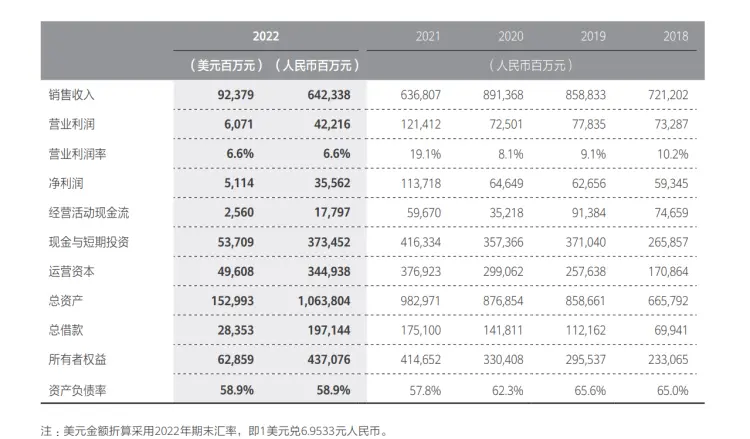 2022 2021 2020 2019 2018
（美元百万元） （人民币百万元） （人民币百万元）
销售收入 92,379 642,338 636,807 891,368 858,833 721,202
营业利润 6,071 42,216 121,412 72,501 77,835 73,287
营业利润率 6.6% 6.6% 19.1% 8.1% 9.1% 10.2%
净利润 5,114 35,562 113,718 64,649 62,656 59,345
经营活动现金流 2,560 17,797 59,670 35,218 91,384 74,659
现金与短期投资 53,709 373,452 416,334 357,366 371,040 265,857
运营资本 49,608 344,938 376,923 299,062 257,638 170,864
总资产 152,993 1,063,804 982,971 876,854 858,661 665,792
总借款 28,353 197,144 175,100 141,811 112,162 69,941
所有者权益 62,859 437,076 414,652 330,408 295,537 233,065
资产负债率 58.9% 58.9% 57.8% 62.3% 65.6% 65.0%
注：美元金额折算采用2022年期末汇率，即1美元兑6.9533元人民币。